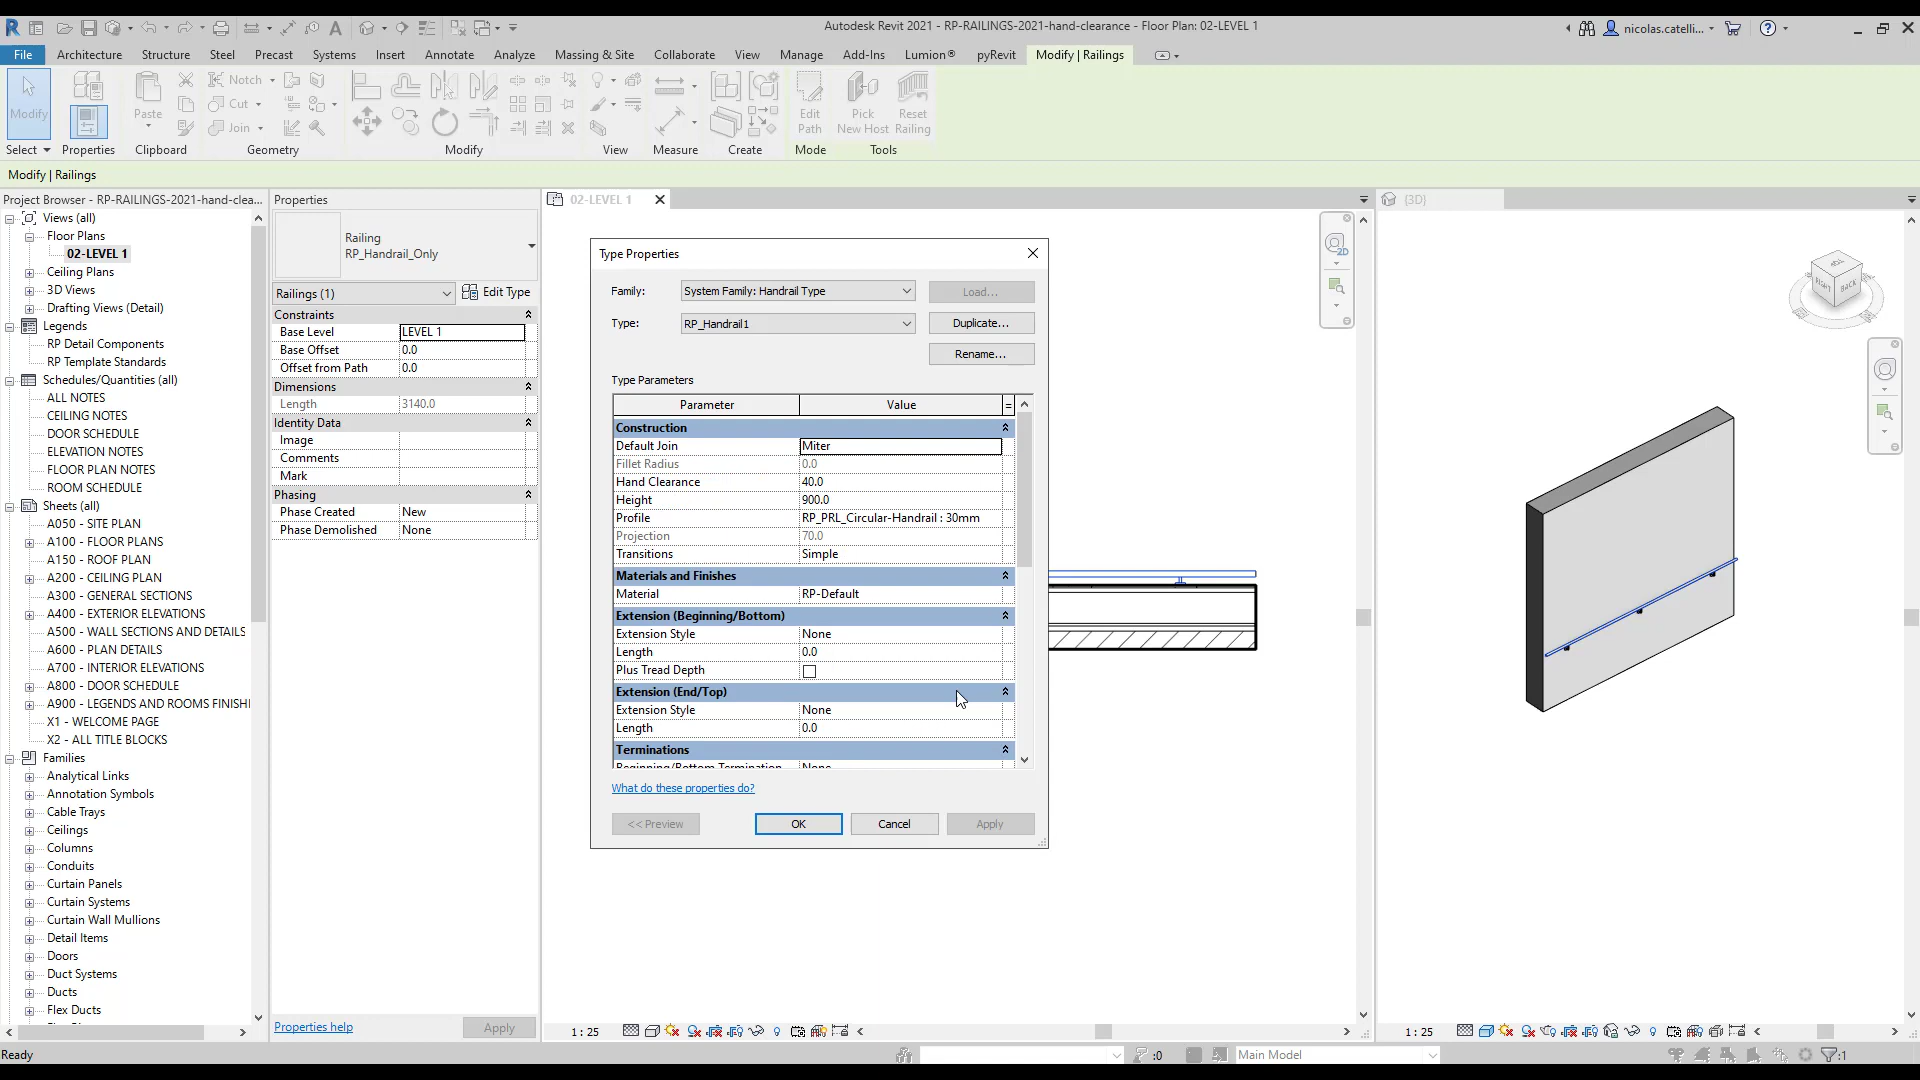 Autodesk Revit 2021 - RP-RAILINGS-2021-hand-clearance - Floor Plan: 02-LEVEL 1
nicolas.catelli...
File Architecture Structure Steel Precast Systems Insert Annotate Analyze Massing & Site Collaborate View Manage Add-Ins Lumion® pyRevit Modify | Railings
Modify
Paste
Notch
Cut
Join
Edit Path
Pick New Host
Reset Railing
Select Properties Clipboard Geometry Modify View Measure Create Mode Tools
Modify | Railings
Project Browser - RP-RAILINGS-2021-hand-clea...
Views (all)
Floor Plans
02-LEVEL 1
Ceiling Plans
3D Views
Drafting Views (Detail)
Legends
RP Detail Components
RP Template Standards
Schedules/Quantities (all)
ALL NOTES
CEILING NOTES
DOOR SCHEDULE
ELEVATION NOTES
FLOOR PLAN NOTES
ROOM SCHEDULE
Sheets (all)
A050 - SITE PLAN
A100 - FLOOR PLANS
A150 - ROOF PLAN
A200 - CEILING PLAN
A300 - GENERAL SECTIONS
A400 - EXTERIOR ELEVATIONS
A500 - WALL SECTIONS AND DETAILS
A600 - PLAN DETAILS
A700 - INTERIOR ELEVATIONS
A800 - DOOR SCHEDULE
A900 - LEGENDS AND ROOMS FINISHI
X1 - WELCOME PAGE
X2 - ALL TITLE BLOCKS
Families
Analytical Links
Annotation Symbols
Cable Trays
Ceilings
Columns
Conduits
Curtain Panels
Curtain Systems
Curtain Wall Mullions
Detail Items
Doors
Duct Systems
Ducts
Flex Ducts
Properties
Railing
RP_Handrail_Only
Railings (1) Edit Type
Constraints
Base Level LEVEL 1
Base Offset 0.0
Offset from Path 0.0
Dimensions
Length 3140.0
Identity Data
Image
Comments
Mark
Phasing
Phase Created New
Phase Demolished None
Properties help Apply
02-LEVEL 1
{3D}
2D
Type Properties
Family: System Family: Handrail Type Load...
Type: RP_Handrail1 Duplicate...
Rename...
Type Parameters
Parameter Value =
Construction
Default Join Miter
Fillet Radius 0.0
Hand Clearance 40.0
Height 900.0
Profile RP_PRL_Circular-Handrail : 30mm
Projection 70.0
Transitions Simple
Materials and Finishes
Material RP-Default
Extension (Beginning/Bottom)
Extension Style None
Length 0.0
Plus Tread Depth
Extension (End/Top)
Extension Style None
Length 0.0
Terminations
Beginning/Bottom Termination None
What do these properties do?
<< Preview OK Cancel Apply
TOP
RIGHT BACK
1 : 25
1 : 25
Ready
:0
Main Model
:1